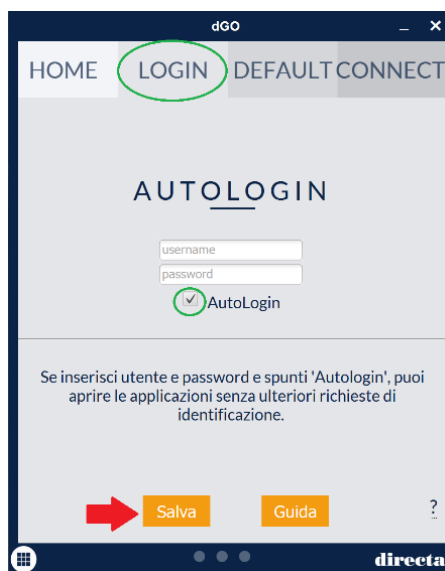 dGO
HOME LOGIN DEFAULT CONNECT
AUTOLOGIN
username
password
AutoLogin
Se inserisci utente e password e spunti 'Autologin', puoi
aprire le applicazioni senza ulteriori richieste di
identificazione.
Salva Guida ?
directa